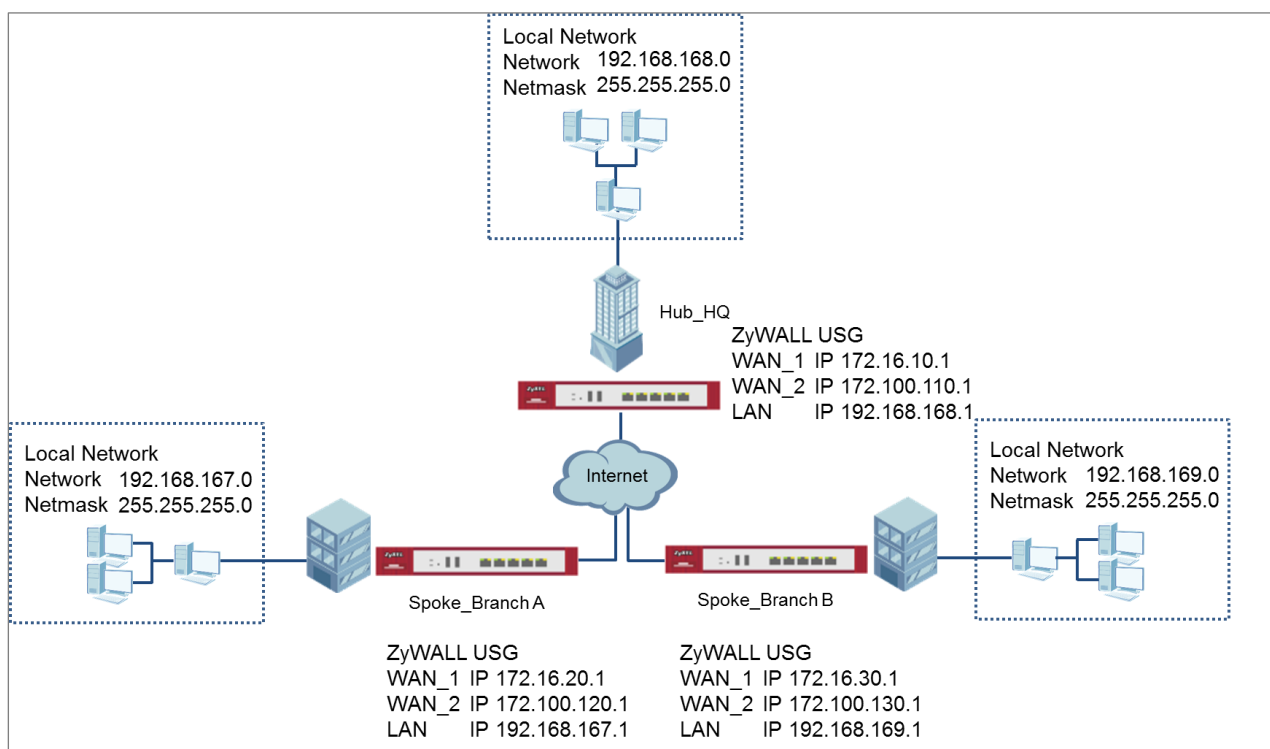 Local Network
Network 192.168.168.0
Netmask 255.255.255.0
Hub_HQ
ZyWALL USG
WAN_1 IP 172.16.10.1
WAN_2 IP 172.100.110.1
LAN IP 192.168.168.1
ZyXEL
Internet
Local Network
Network 192.168.167.0
Netmask 255.255.255.0
Local Network
Network 192.168.169.0
Netmask 255.255.255.0
ZyXEL
ZyXEL
Spoke_Branch A
Spoke_Branch B
ZyWALL USG
WAN_1 IP 172.16.20.1
WAN_2 IP 172.100.120.1
LAN IP 192.168.167.1
ZyWALL USG
WAN_1 IP 172.16.30.1
WAN_2 IP 172.100.130.1
LAN IP 192.168.169.1